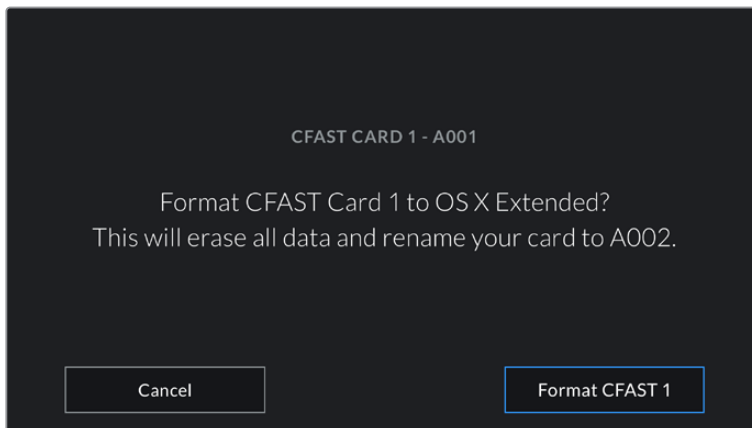 CFAST CARD 1 - A001
Format CFAST Card 1 to OS X Extended?
This will erase all data and rename your card to A002.
Cancel
Format CFAST 1